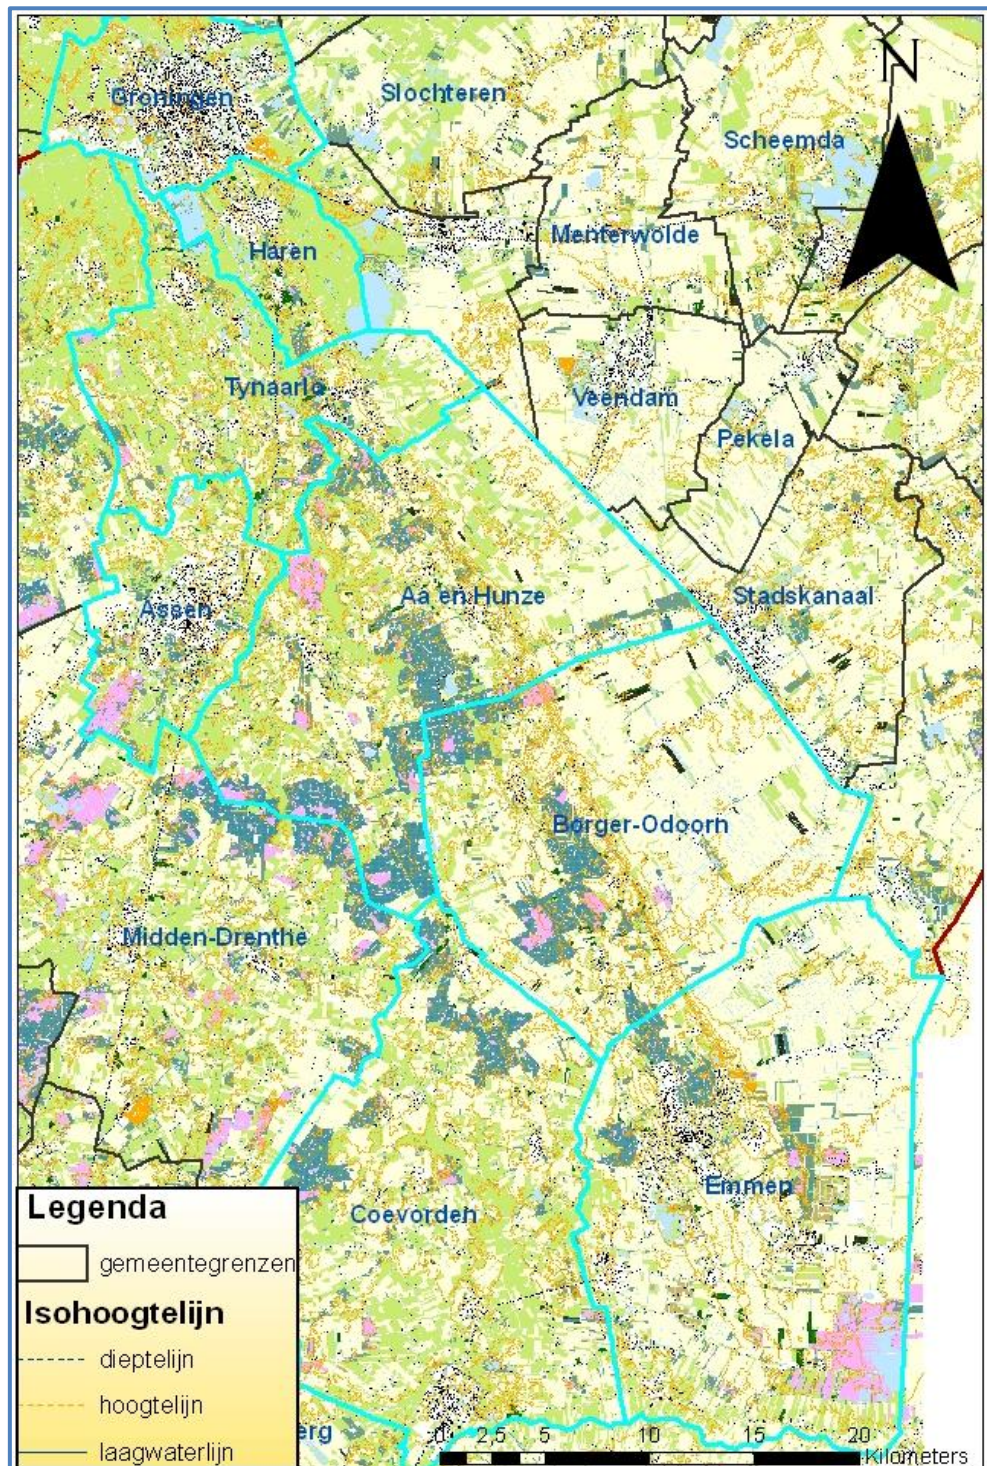 N
Groningen
Slochteren
Scheemda
Menterwolde
Haren
Tynaarlo
Veendam
Pekela
Aa en Hunze
Stadskanaal
Assen
Borger-Odoorn
Midden-Drenthe
Emmen
Coevorden
Legenda
gemeentegrenzen
Isohoogtelijn
dieptelijn
hoogtelijn
laagwaterlijn
erg
0 2,5 5 10 15 20
Kilometers